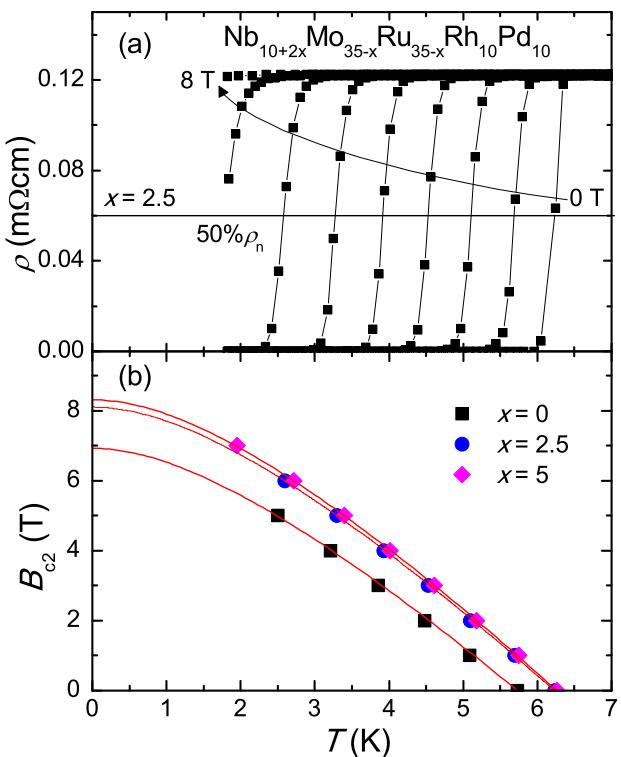 (a)
Nb10+2xMo35-xRu35-xRh10Pd10
0.12
8 T
0.08
x = 2.5
0 T
50%ρn
0.04
0.00
ρ (mΩcm)
(b)
8
x = 0
x = 2.5
6
x = 5
4
2
0
Bc2 (T)
0 1 2 3 4 5 6 7
T (K)